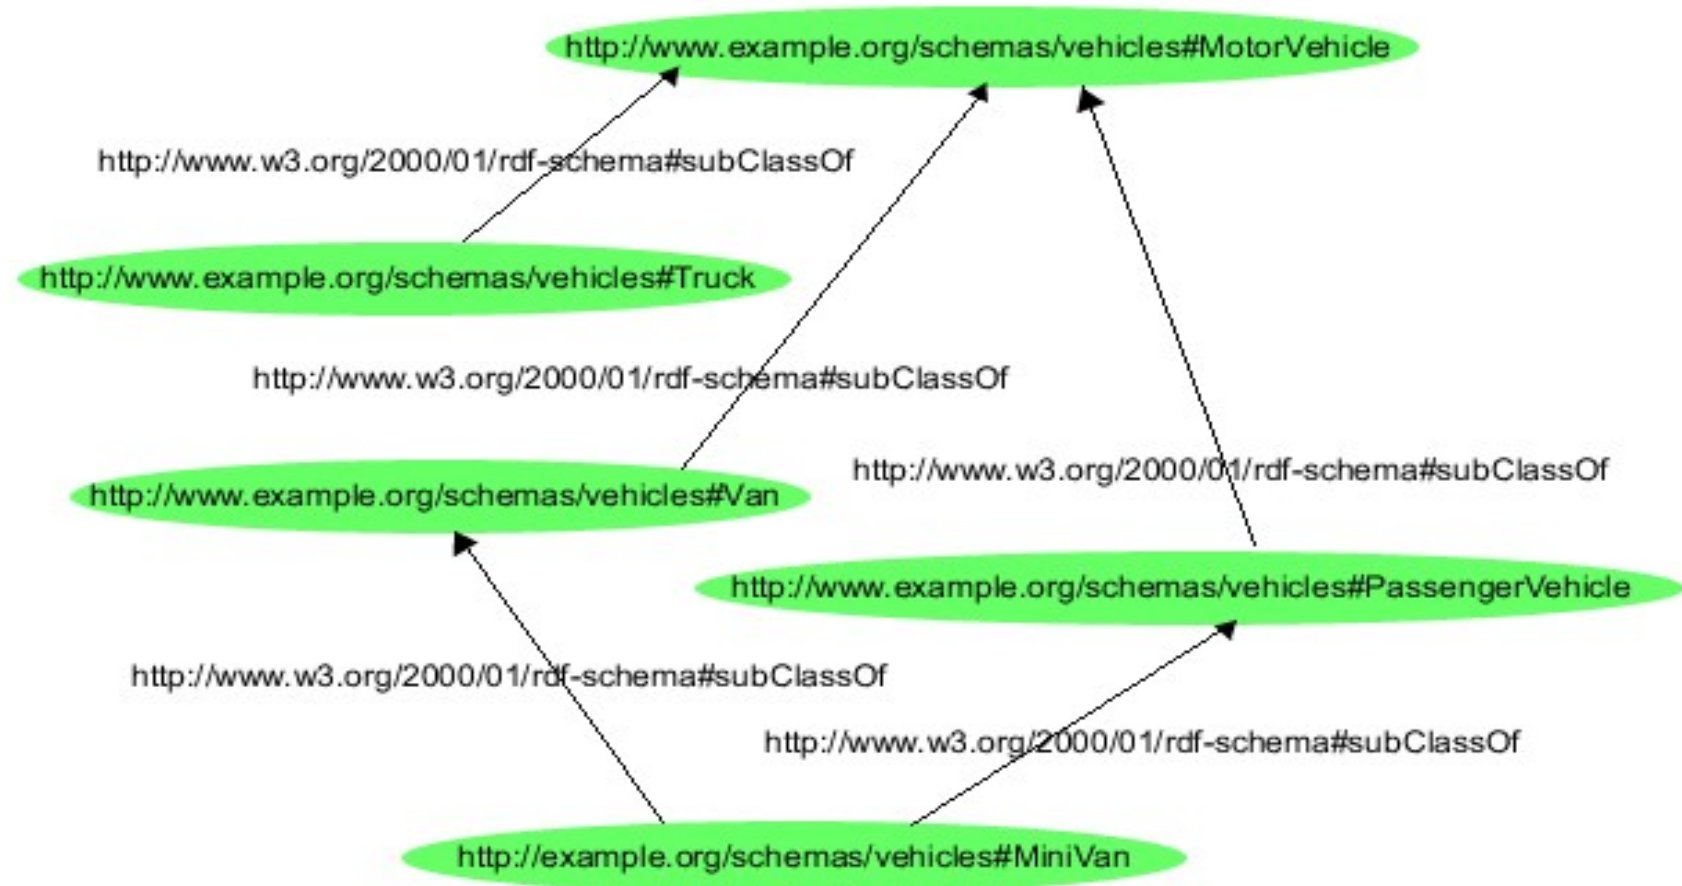 http://www.example.org/schemas/vehicles#MotorVehicle
http://www.w3.org/2000/01/rdf-schema#subClassOf
http://www.example.org/schemas/vehicles#Truck
http://www.w3.org/2000/01/rdf-schema#subClassOf
http://www.w3.org/2000/01/rdf-schema#subClassOf
http://www.example.org/schemas/vehicles#Van
http://www.example.org/schemas/vehicles#PassengerVehicle
http://www.w3.org/2000/01/rdf-schema#subClassOf
http://www.w3.org/2000/01/rdf-schema#subClassOf
http://example.org/schemas/vehicles#MiniVan